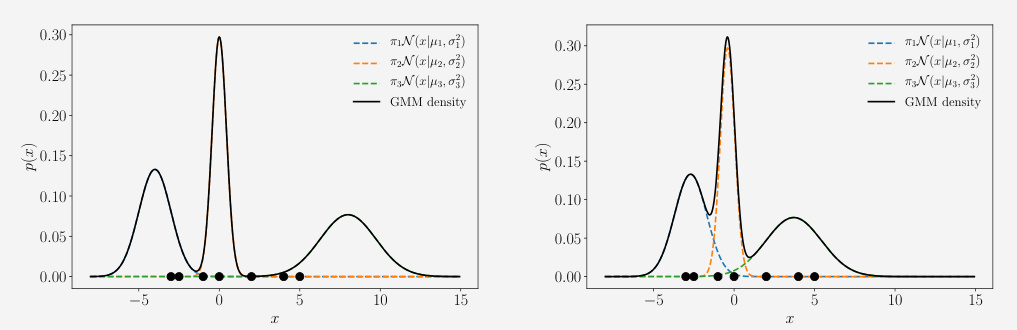 0.30
0.25
0.20
0.15
0.10
0.05
0.00
p(x)
−5 0 5 10 15
x
π₁𝒩(x|μ₁, σ₁²)
π₂𝒩(x|μ₂, σ₂²)
π₃𝒩(x|μ₃, σ₃²)
GMM density
0.30
0.25
0.20
0.15
0.10
0.05
0.00
p(x)
−5 0 5 10 15
x
π₁𝒩(x|μ₁, σ₁²)
π₂𝒩(x|μ₂, σ₂²)
π₃𝒩(x|μ₃, σ₃²)
GMM density